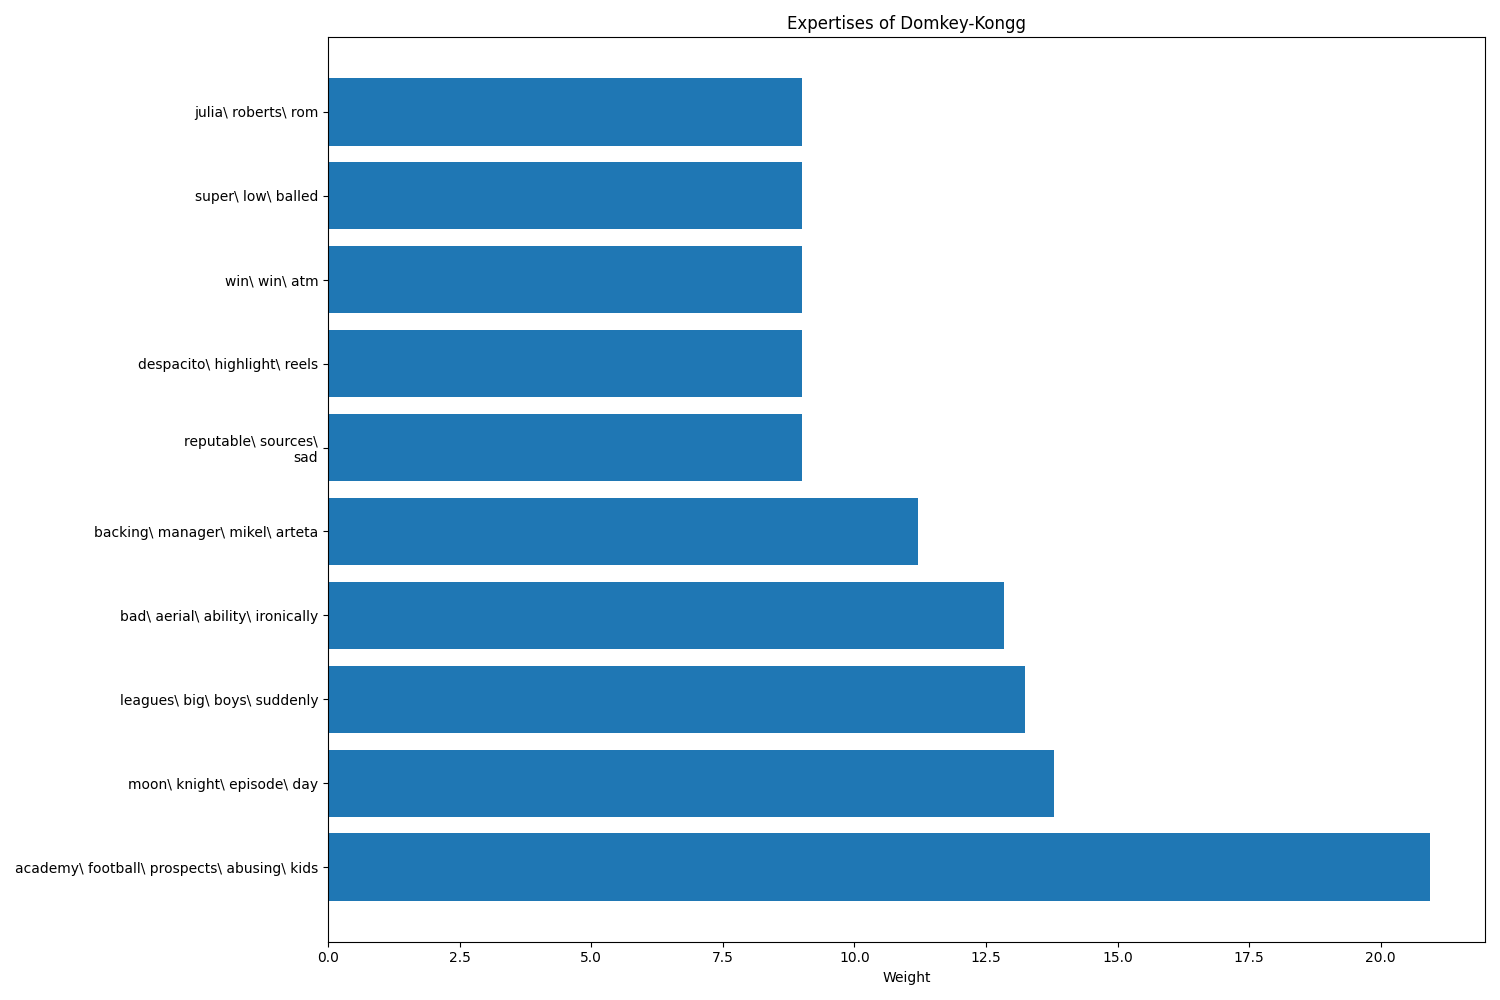 Expertises of Domkey-Kongg
julia\ roberts\ rom
super\ low\ balled
win\ win\ atm
despacito\ highlight\ reels
reputable\ sources\
sad
backing\ manager\ mikel\ arteta
bad\ aerial\ ability\ ironically
leagues\ big\ boys\ suddenly
moon\ knight\ episode\ day
academy\ football\ prospects\ abusing\ kids
0.0 2.5 5.0 7.5 10.0 12.5 15.0 17.5 20.0
Weight